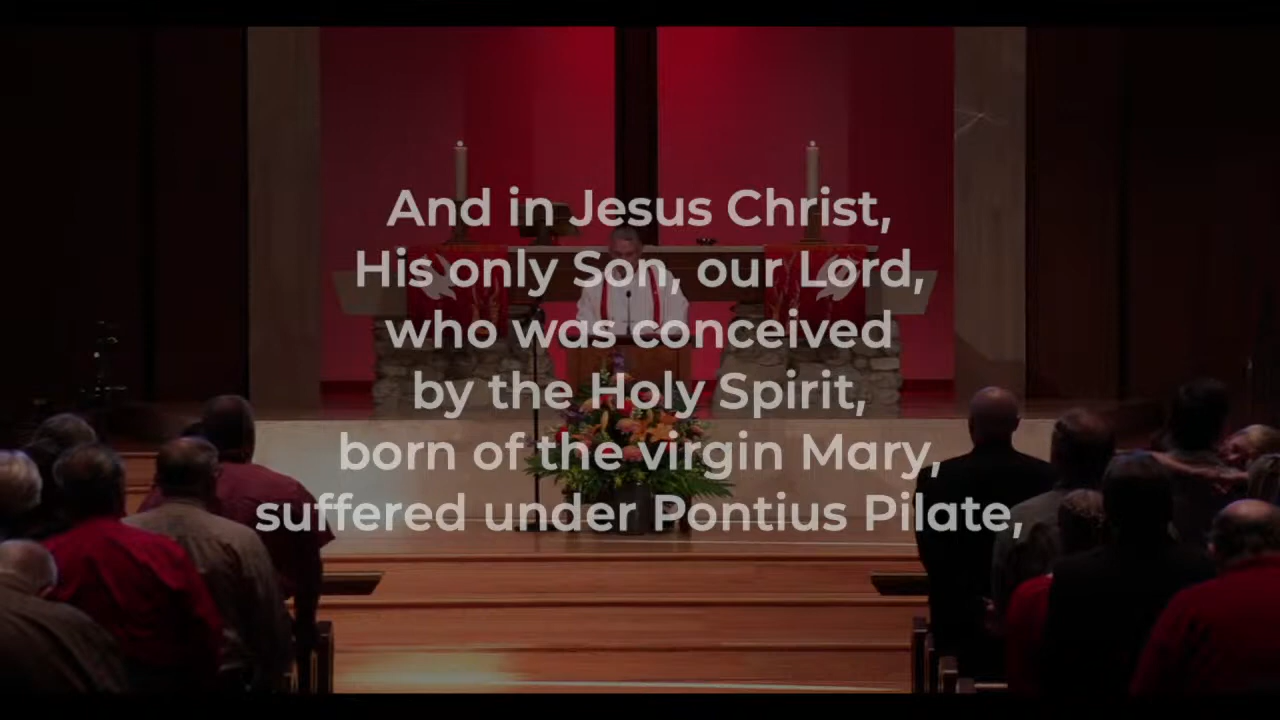 And in Jesus Christ,
His only Son, our Lord,
who was conceived
by the Holy Spirit,
born of the virgin Mary,
suffered under Pontius Pilate,